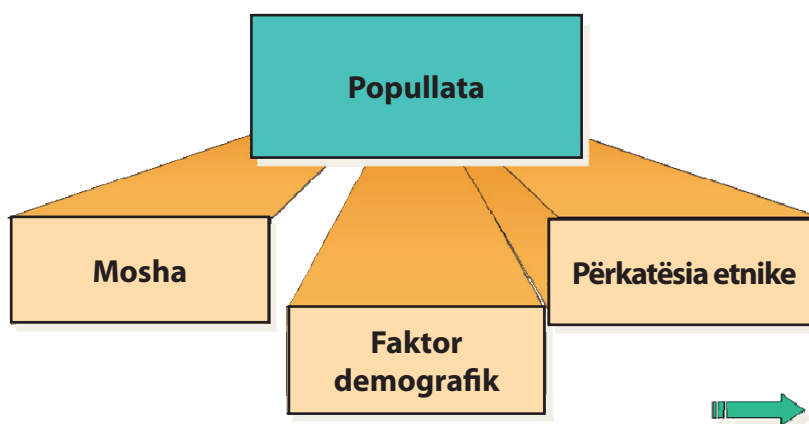 Popullata
Mosha
Përkatësia etnike
Faktor
demografik